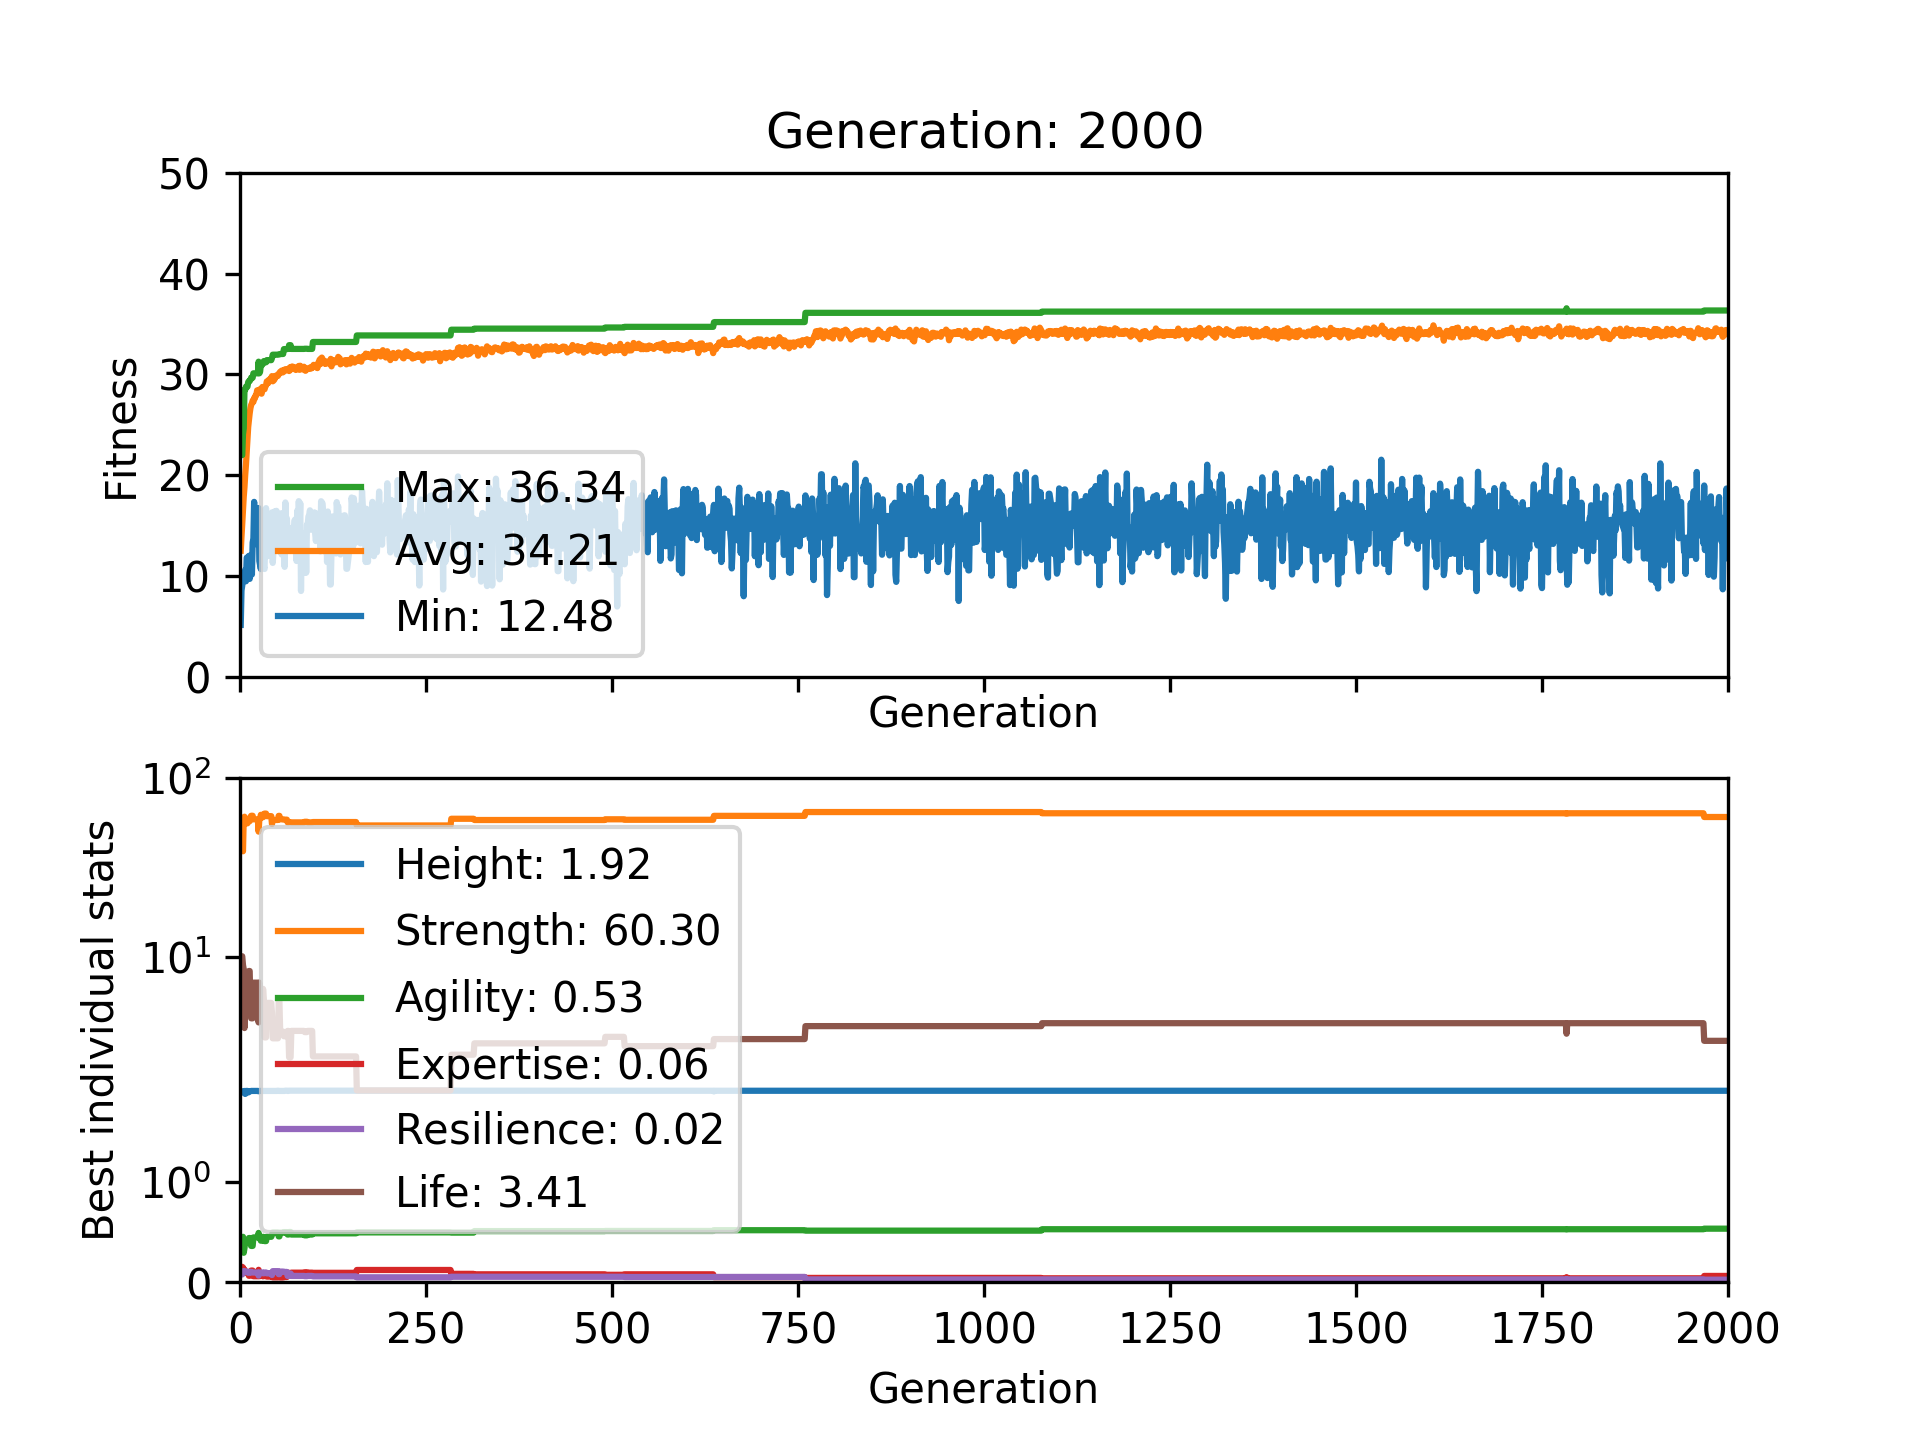 Generation: 2000
50
40
30
20
10
0
Fitness
Max: 36.34
Avg: 34.21
Min: 12.48
Generation
10²
10¹
10⁰
0
Best individual stats
Height: 1.92
Strength: 60.30
Agility: 0.53
Expertise: 0.06
Resilience: 0.02
Life: 3.41
0 250 500 750 1000 1250 1500 1750 2000
Generation